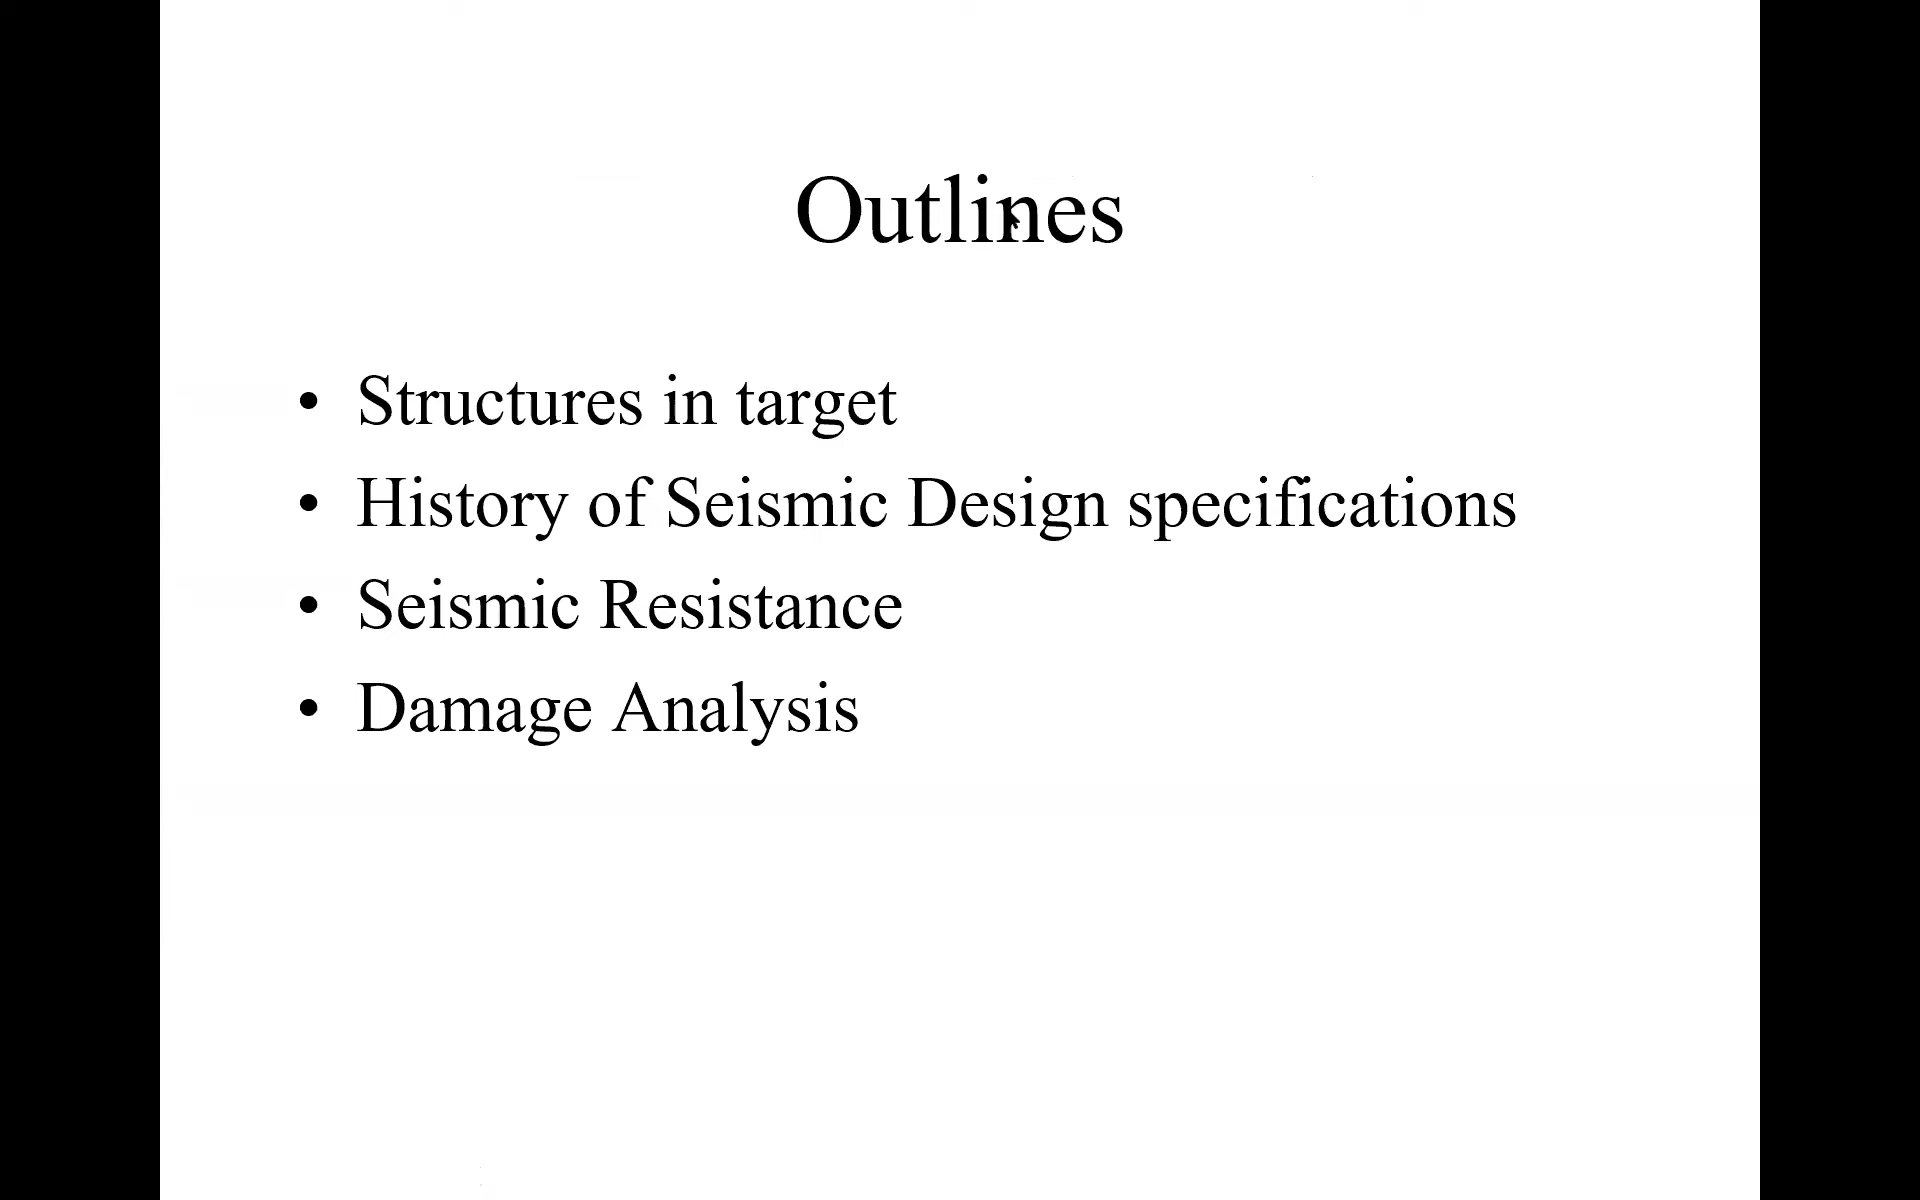 Outlines
• Structures in target
• History of Seismic Design specifications
• Seismic Resistance
• Damage Analysis